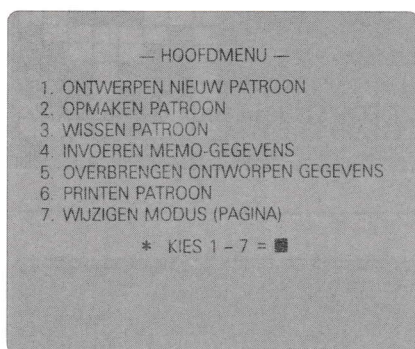 — HOOFDMENU —
1. ONTWERPEN NIEUW PATROON
2. OPMAKEN PATROON
3. WISSEN PATROON
4. INVOEREN MEMO-GEGEVENS
5. OVERBRENGEN ONTWORPEN GEGEVENS
6. PRINTEN PATROON
7. WIJZIGEN MODUS (PAGINA)
* KIES 1 – 7 = ■